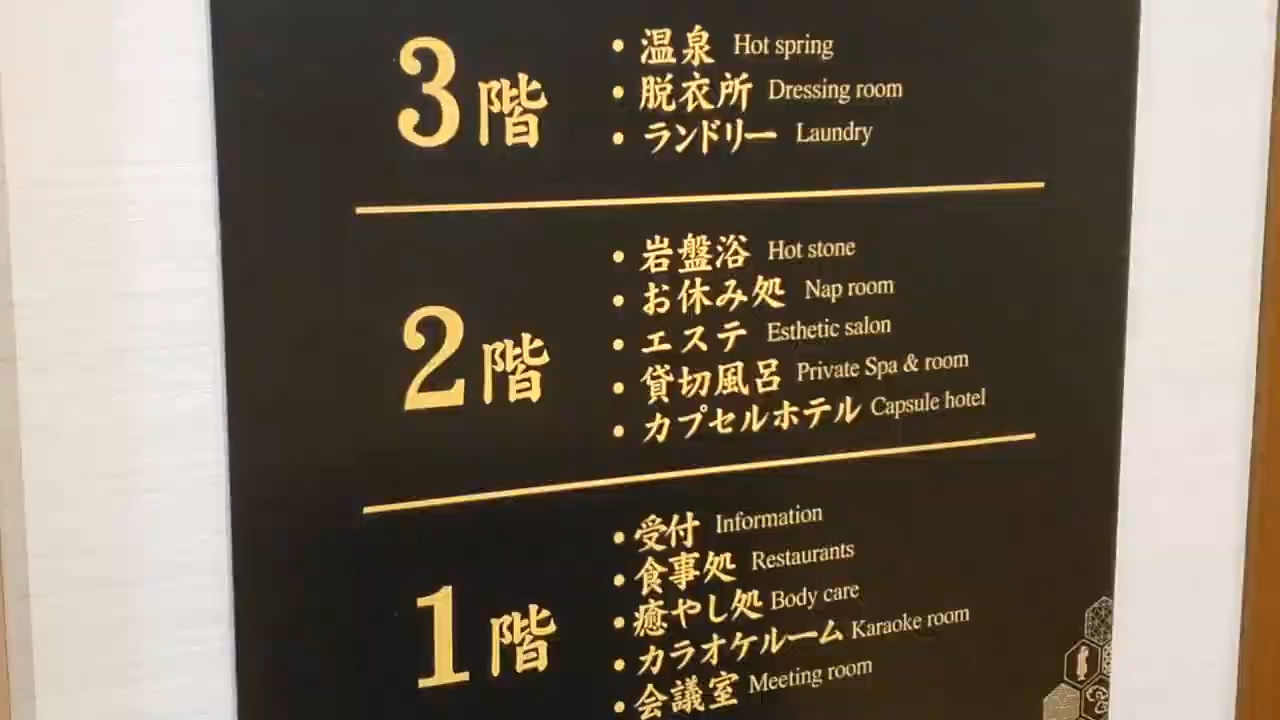 3階
• 温泉 Hot spring
• 脱衣所 Dressing room
• ランドリー Laundry
2階
• 岩盤浴 Hot stone
• お休み処 Nap room
• エステ Esthetic salon
• 貸切風呂 Private Spa & room
• カプセルホテル Capsule hotel
1階
• 受付 Information
• 食事処 Restaurants
• 癒やし処 Body care
• カラオケルーム Karaoke room
• 会議室 Meeting room